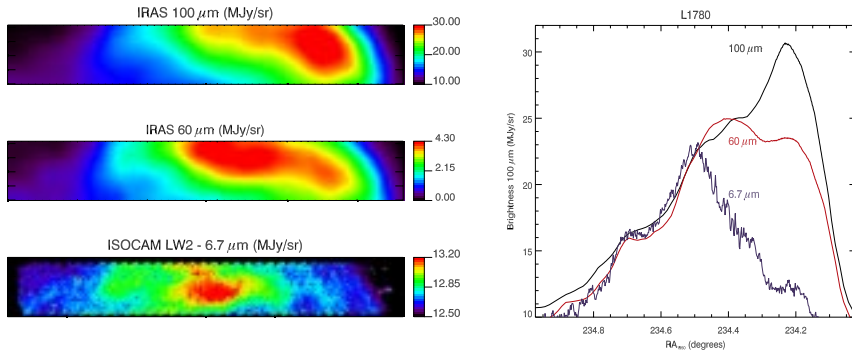 IRAS 100 µm (MJy/sr)
30.00
20.00
10.00
IRAS 60 µm (MJy/sr)
4.30
2.15
0.00
ISOCAM LW2 - 6.7 µm (MJy/sr)
13.20
12.85
12.50
L1780
Brightness 100 µm (MJy/sr)
30
25
20
15
10
100 µm
60 µm
6.7 µm
234.8 234.6 234.4 234.2
RA (degrees)